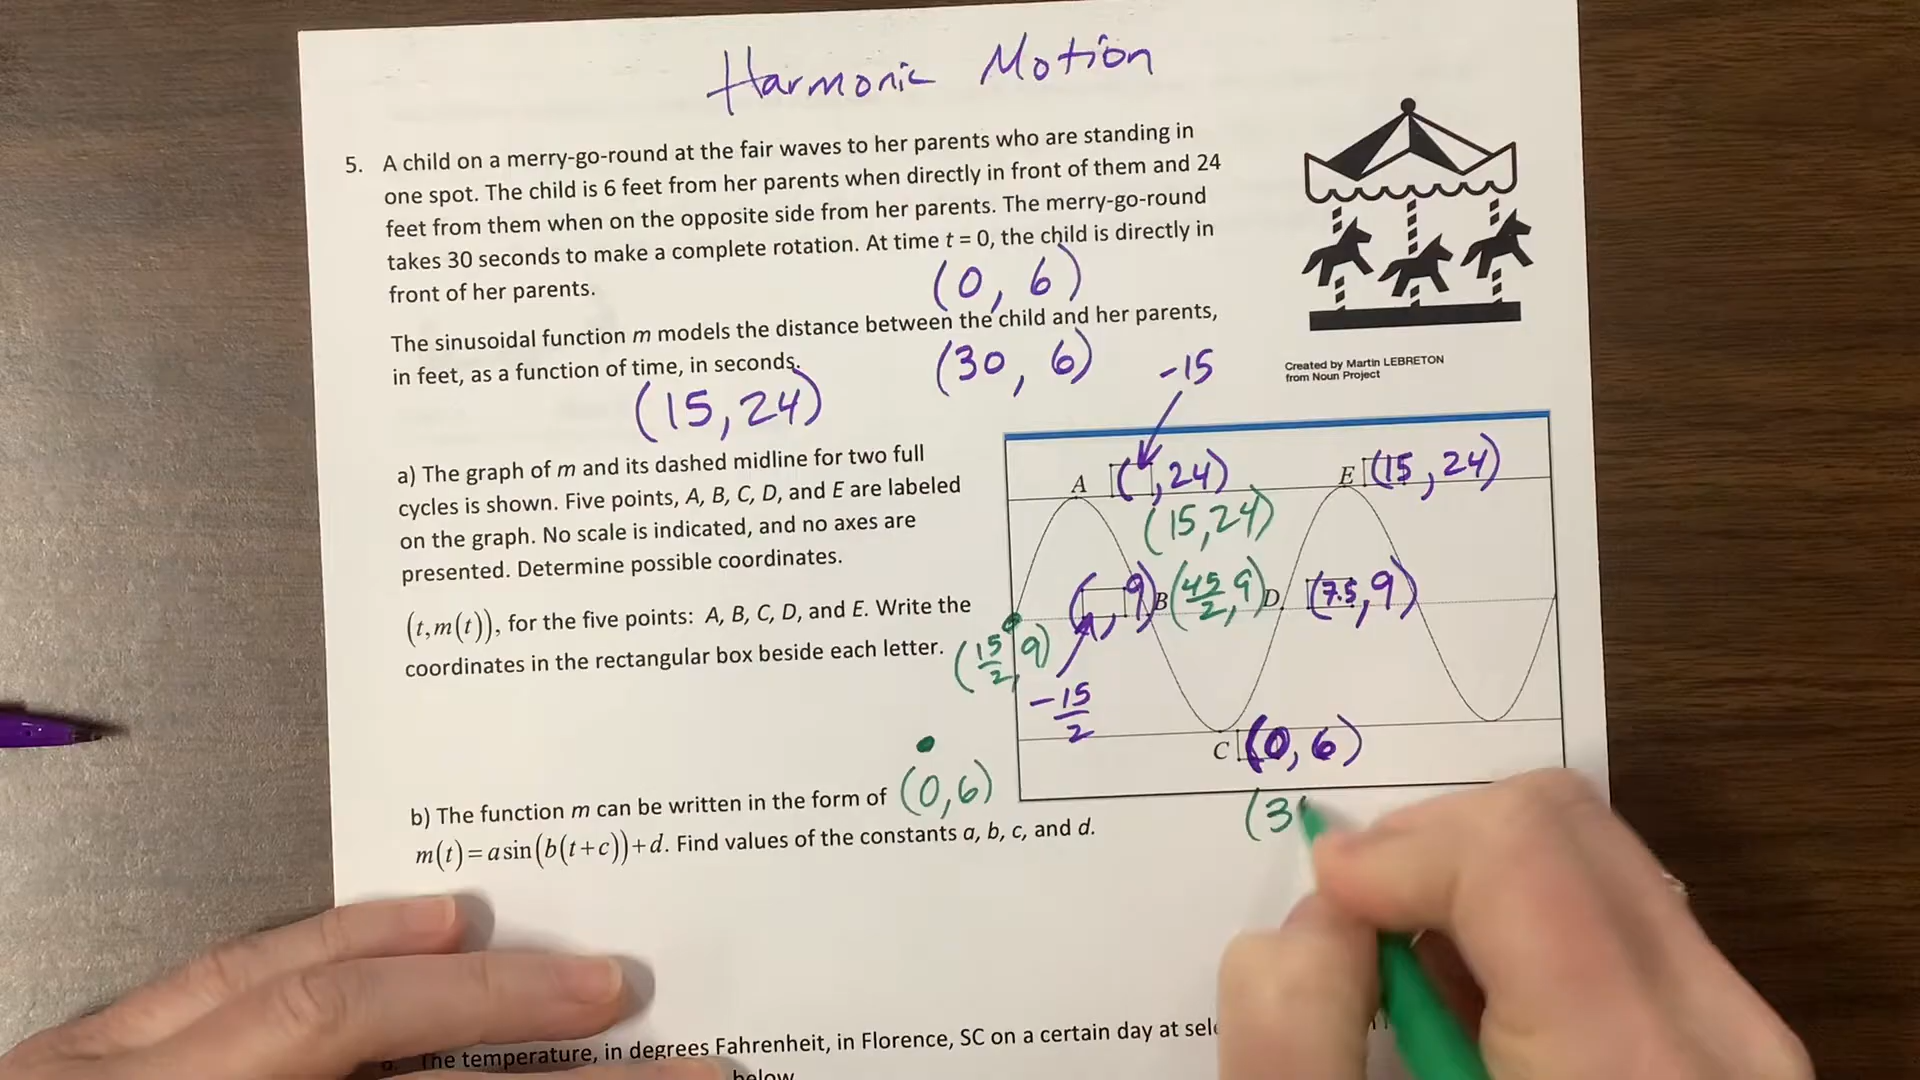 Harmonic Motion
5. A child on a merry-go-round at the fair waves to her parents who are standing in
one spot. The child is 6 feet from her parents when directly in front of them and 24
feet from them when on the opposite side from her parents. The merry-go-round
takes 30 seconds to make a complete rotation. At time t = 0, the child is directly in
front of her parents.
(0, 6)
The sinusoidal function m models the distance between the child and her parents,
in feet, as a function of time, in seconds.
(30, 6)
(15,24)
-15
Created by Martin LEBRETON
from Noun Project
a) The graph of m and its dashed midline for two full
cycles is shown. Five points, A, B, C, D, and E are labeled
on the graph. No scale is indicated, and no axes are
presented. Determine possible coordinates.
(t,m(t)), for the five points: A, B, C, D, and E. Write the
coordinates in the rectangular box beside each letter.
A ( ,24)
(15,24)
E (15, 24)
( , 9) B (45/2, 9) D (7.5, 9)
(15/2, 9)
-15/2
C (0, 6)
(0,6)
(3
b) The function m can be written in the form of
m(t)=asin(b(t+c))+d. Find values of the constants a, b, c, and d.
The temperature, in degrees Fahrenheit, in Florence, SC on a certain day at
below